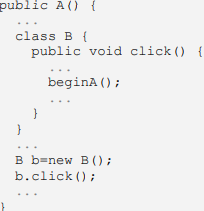 public A() {
...
class B {
public void click() {
...
beginA();
...
}
}
...
B b=new B();
b.click();
...
}